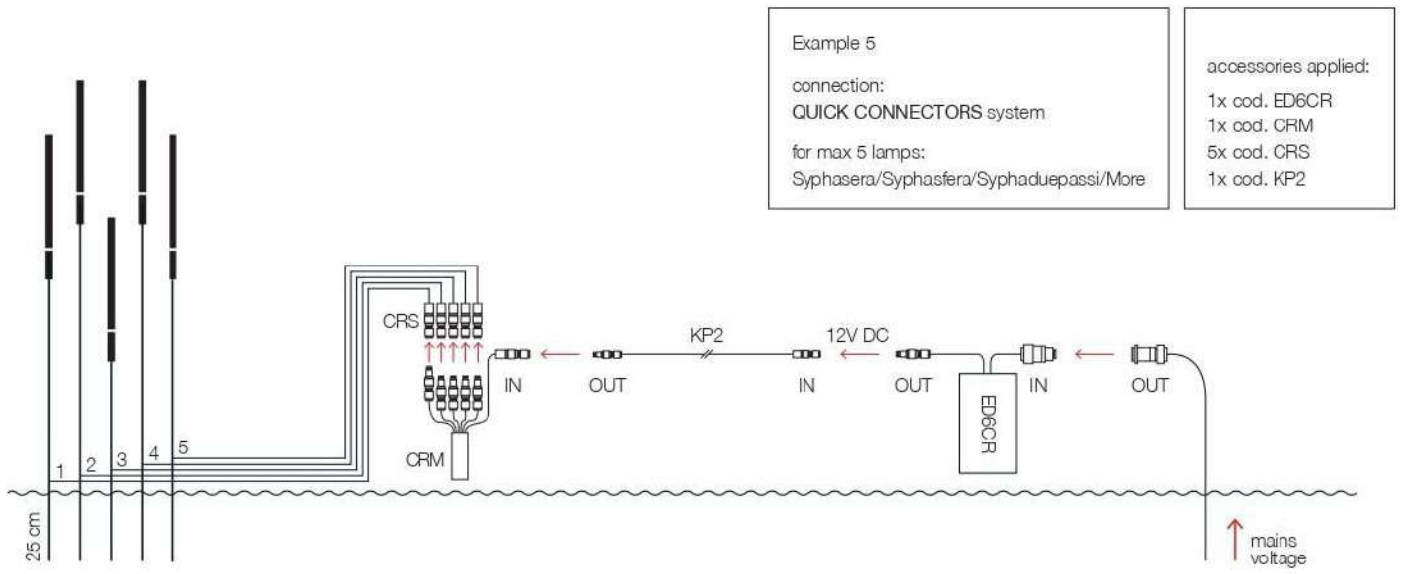 Example 5
connection:
QUICK CONNECTORS system
for max 5 lamps:
Syphasera/Syphasfera/Syphaduepassi/More
accessories applied:
1x cod. ED6CR
1x cod. CRM
5x cod. CRS
1x cod. KP2
CRS
KP2
12V DC
IN
OUT
IN
OUT
IN
OUT
ED6CR
CRM
1
2
3
4
5
25 cm
mains
voltage